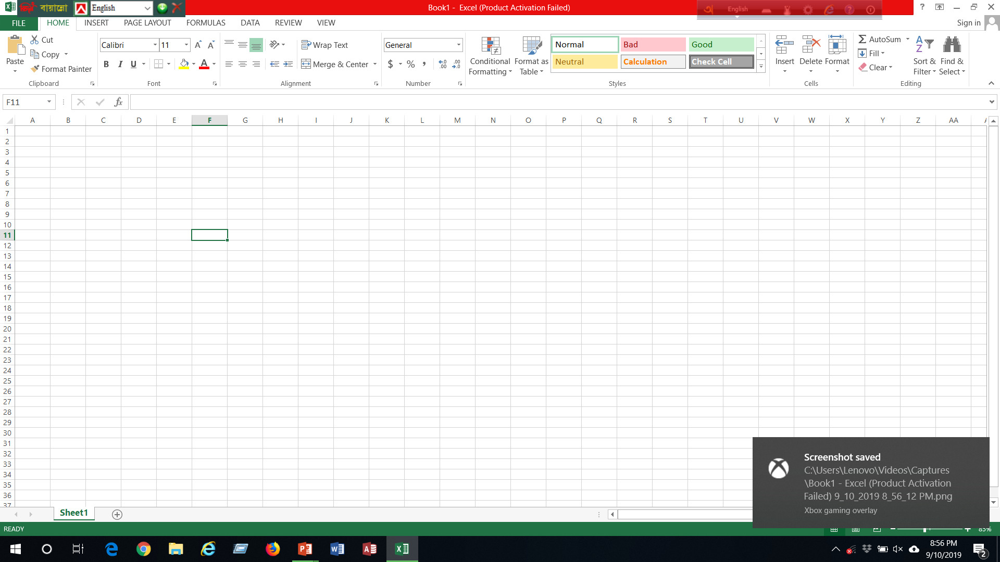 বায়ান্নো English
Book1 - Excel (Product Activation Failed)
English
FILE HOME INSERT PAGE LAYOUT FORMULAS DATA REVIEW VIEW
Sign in
Paste
Cut
Copy
Format Painter
Clipboard
Calibri 11
B I U
Font
Wrap Text
Merge & Center
Alignment
General
$ % ,
Number
Conditional Formatting
Format as Table
Normal Bad Good
Neutral Calculation Check Cell
Styles
Insert Delete Format
Cells
AutoSum
Fill
Clear
Sort & Filter
Find & Select
Editing
F11 fx
A B C D E F G H I J K L M N O P Q R S T U V W X Y Z AA
1
2
3
4
5
6
7
8
9
10
11
12
13
14
15
16
17
18
19
20
21
22
23
24
25
26
27
28
29
30
31
32
33
34
35
36
37
Screenshot saved
C:\Users\Lenovo\Videos\Captures
\Book1 - Excel (Product Activation
Failed) 9_10_2019 8_56_12 PM.png
Xbox gaming overlay
Sheet1
READY
85%
8:56 PM
9/10/2019
2